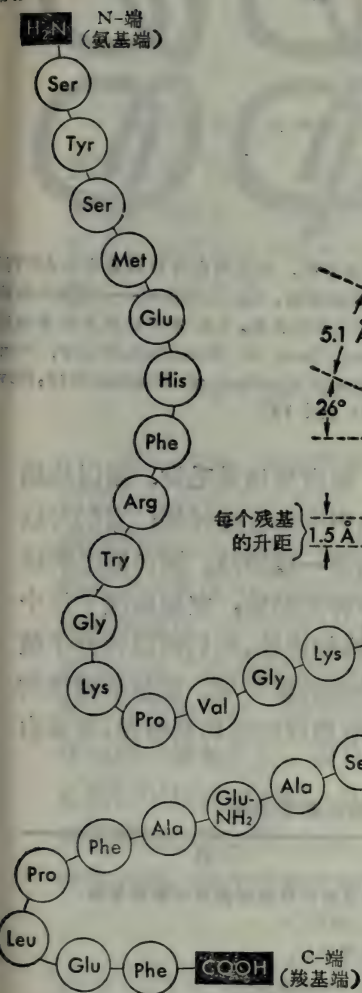 H₂N
N-端
(氨基端)
Ser
Tyr
Ser
Met
Glu
His
Phe
Arg
Try
Gly
Lys
Pro
Val
Gly
Lys
5.1 Å
26°
每个残基
的升距
1.5 Å
Se
Ala
Glu-
NH₂
Ala
Phe
Pro
Leu
Glu
Phe
COOH
C-端
(羧基端)